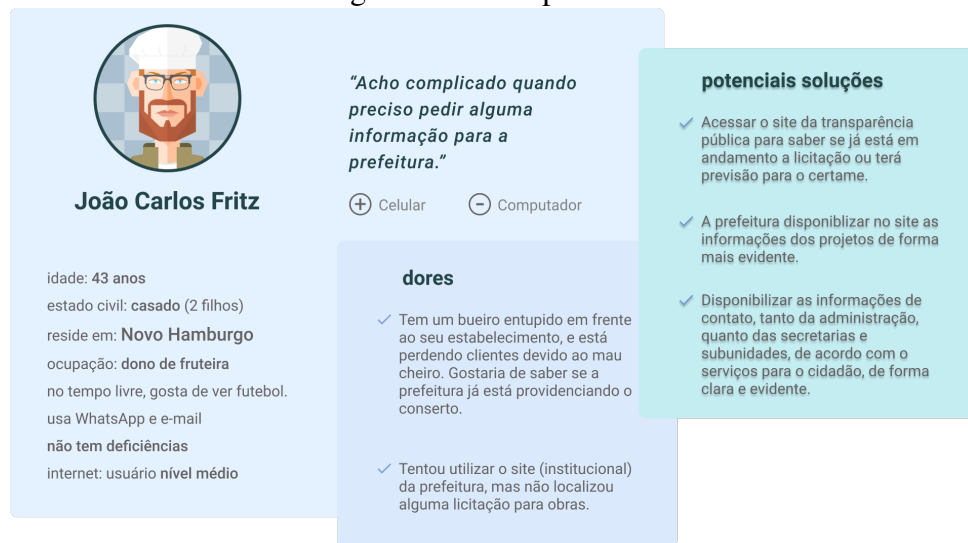 João Carlos Fritz
idade: 43 anos
estado civil: casado (2 filhos)
reside em: Novo Hamburgo
ocupação: dono de fruteira
no tempo livre, gosta de ver futebol.
usa WhatsApp e e-mail
não tem deficiências
internet: usuário nível médio
“Acho complicado quando
preciso pedir alguma
informação para a
prefeitura.”
Celular
Computador
dores
Tem um bueiro entupido em frente
ao seu estabelecimento, e está
perdendo clientes devido ao mau
cheiro. Gostaria de saber se a
prefeitura já está providenciando o
conserto.
Tentou utilizar o site (institucional)
da prefeitura, mas não localizou
alguma licitação para obras.
potenciais soluções
Acessar o site da transparência
pública para saber se já está em
andamento a licitação ou terá
previsão para o certame.
A prefeitura disponiblizar no site as
informações dos projetos de forma
mais evidente.
Disponibilizar as informações de
contato, tanto da administração,
quanto das secretarias e
subunidades, de acordo com o
serviços para o cidadão, de forma
clara e evidente.